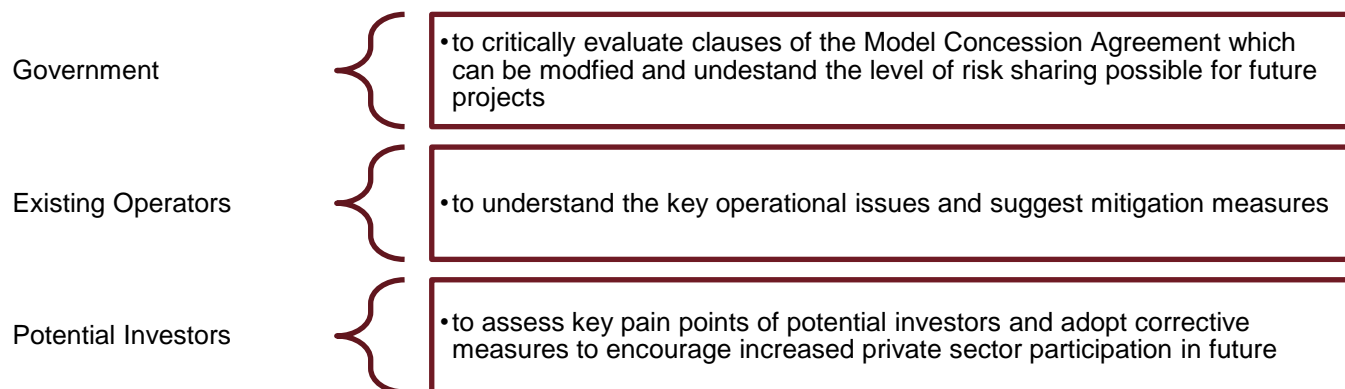 Government
•to critically evaluate clauses of the Model Concession Agreement which
can be modfied and undestand the level of risk sharing possible for future
projects
Existing Operators
•to understand the key operational issues and suggest mitigation measures
Potential Investors
•to assess key pain points of potential investors and adopt corrective
measures to encourage increased private sector participation in future